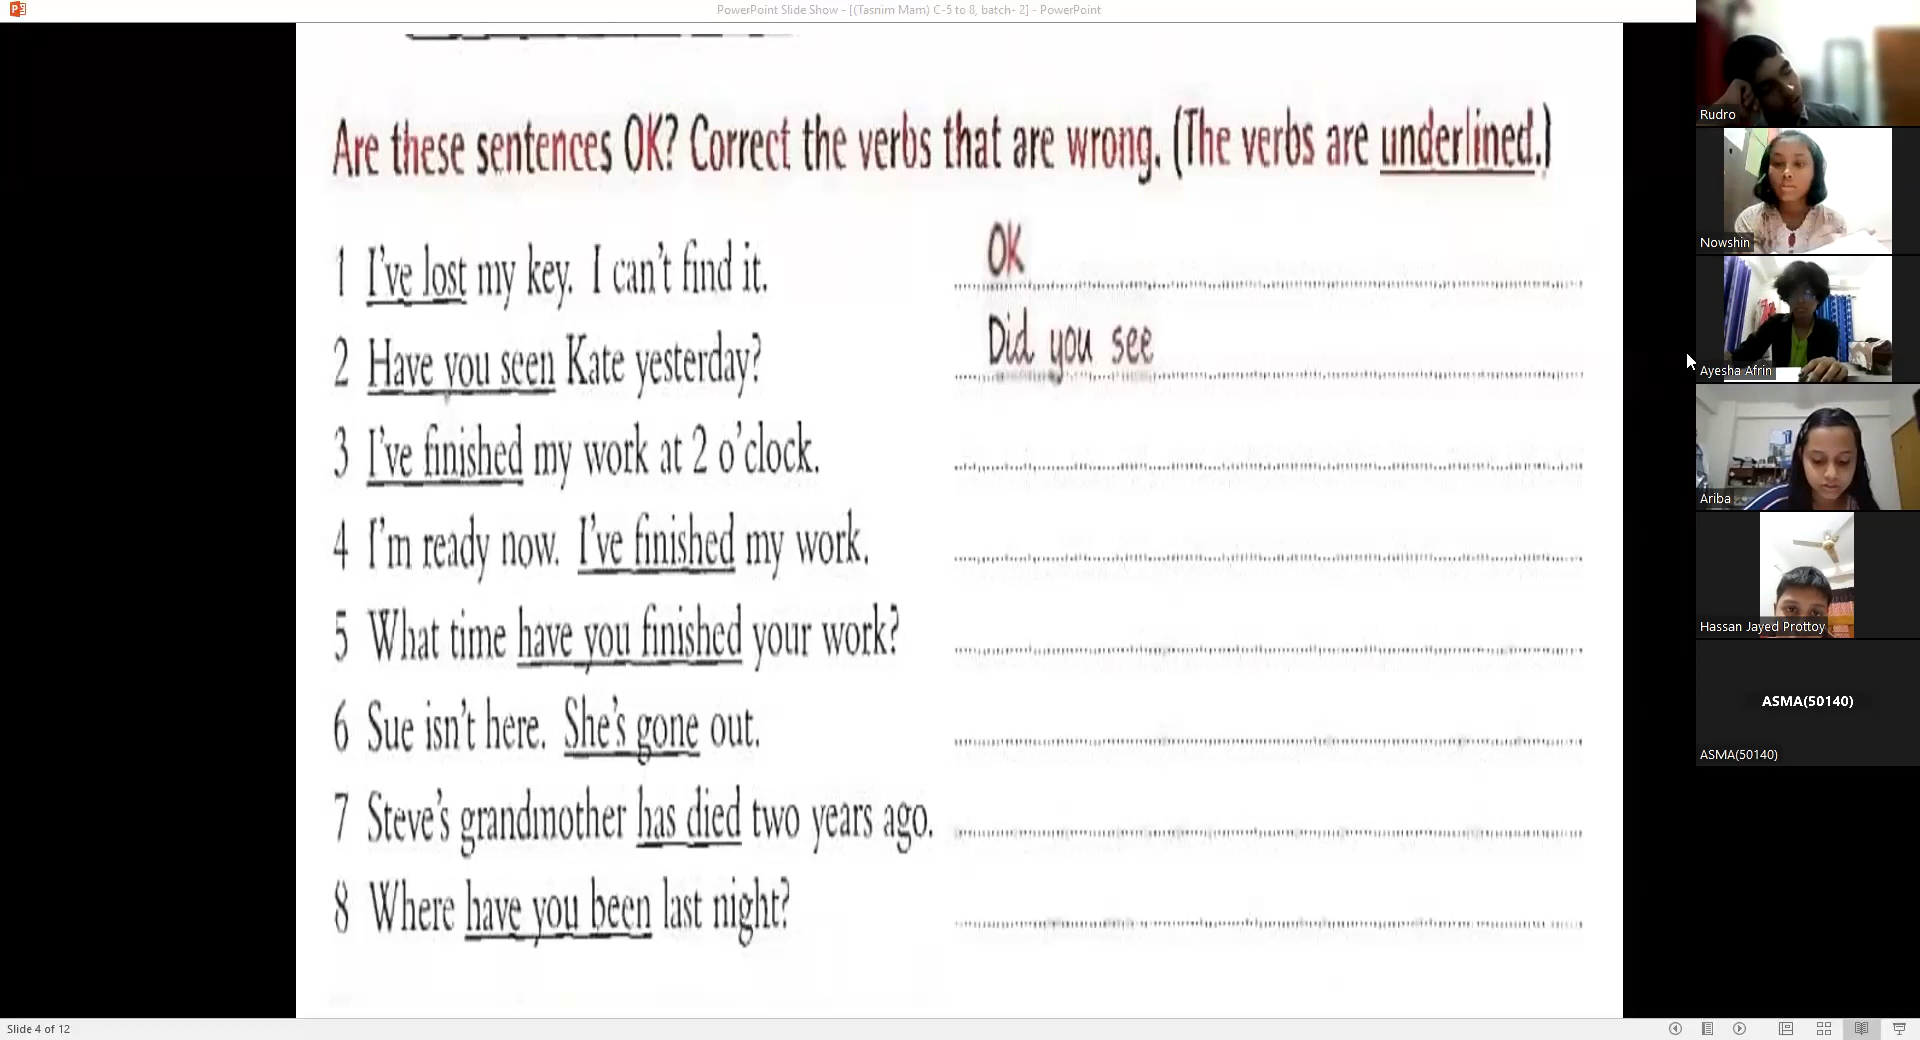 PowerPoint Slide Show - [(Tasnim Mam) C-5 to 8, batch- 2] - PowerPoint
Are these sentences OK? Correct the verbs that are wrong. (The verbs are underlined.)
1 I've lost my key. I can't find it. OK
2 Have you seen Kate yesterday? Did you see
3 I've finished my work at 2 o'clock.
4 I'm ready now. I've finished my work.
5 What time have you finished your work?
6 Sue isn't here. She's gone out.
7 Steve's grandmother has died two years ago.
8 Where have you been last night?
Rudro
Nowshin
Ayesha Afrin
Ariba
Hassan Jayed Prottoy
ASMA(50140)
ASMA(50140)
Slide 4 of 12